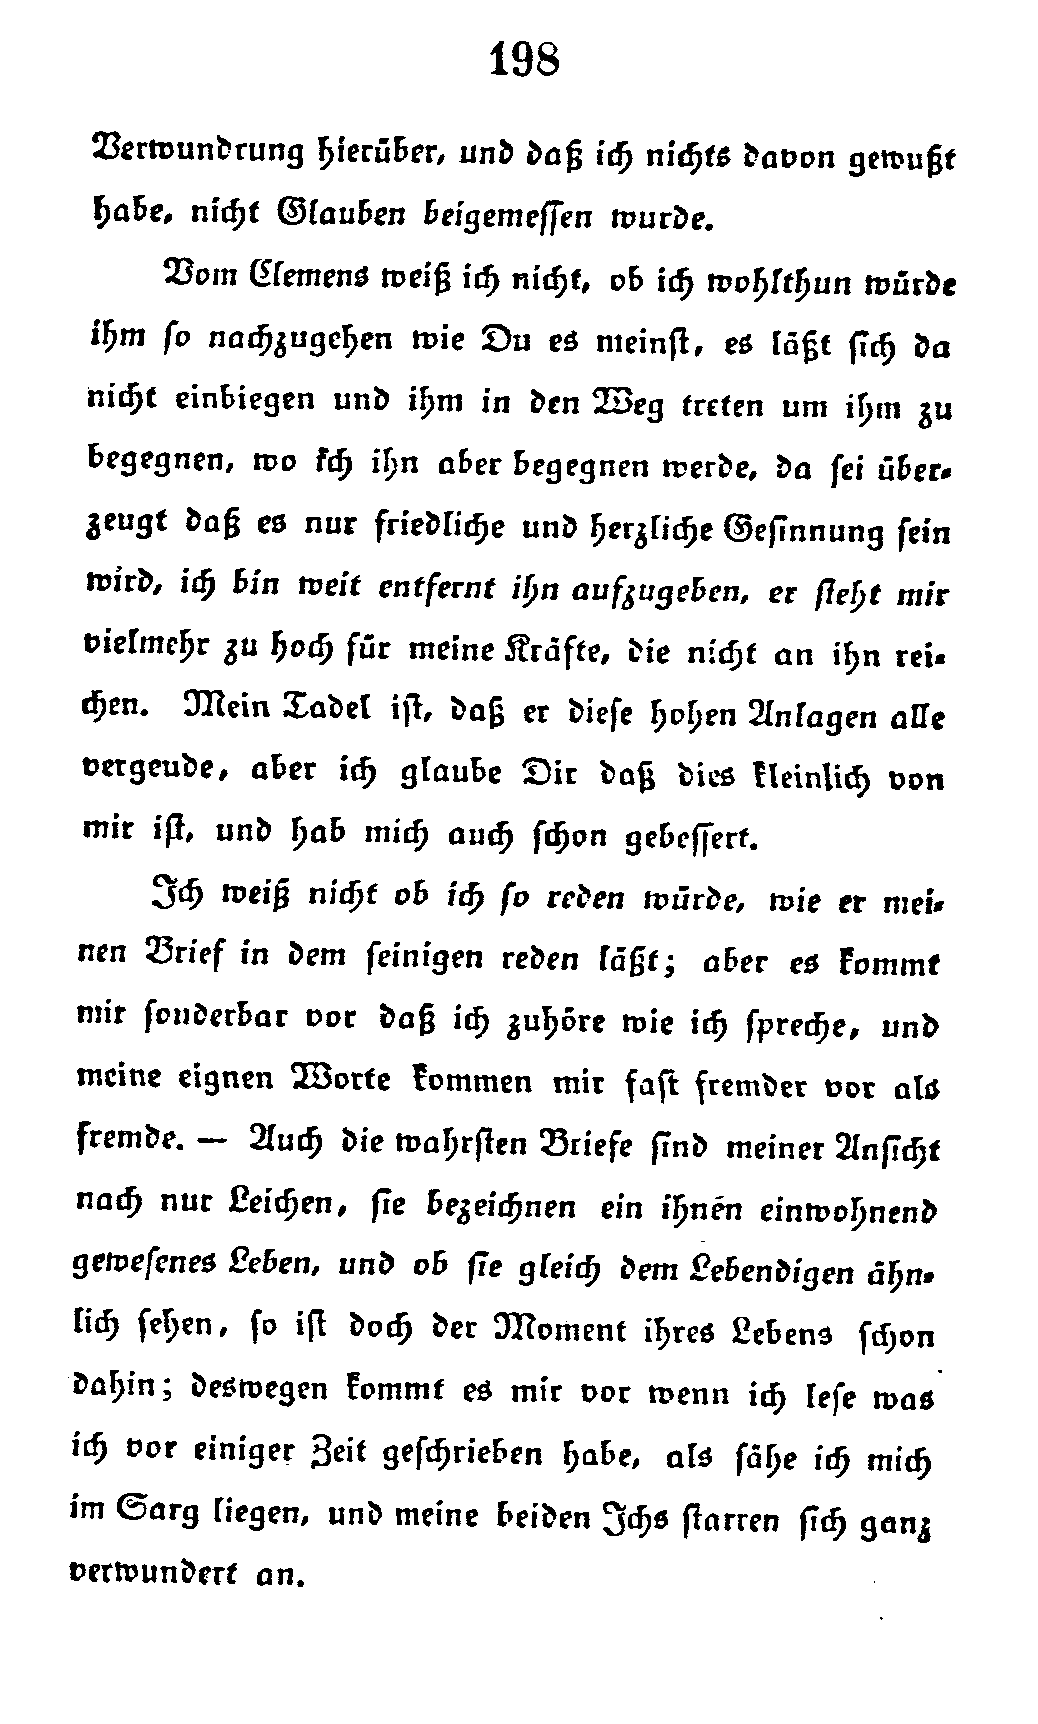 198
Verwundrung hierüber, und daß ich nichts davon gewußt
habe, nicht Glauben beigemeſſen wurde.
Vom Clemens weiß ich nicht, ob ich wohlthun würde
ihm ſo nachzugehen wie Du es meinſt, es läßt ſich da
nicht einbiegen und ihm in den Weg treten um ihm zu
begegnen, wo ich ihn aber begegnen werde, da ſei über-
zeugt daß es nur friedliche und herzliche Geſinnung ſein
wird, ich bin weit entfernt ihn aufzugeben, er ſteht mir
vielmehr zu hoch für meine Kräfte, die nicht an ihn rei-
chen. Mein Tadel iſt, daß er dieſe hohen Anlagen alle
vergeude, aber ich glaube Dir daß dies kleinlich von
mir iſt, und hab mich auch ſchon gebeſſert.
Ich weiß nicht ob ich ſo reden würde, wie er mei-
nen Brief in dem ſeinigen reden läßt; aber es kommt
mir ſonderbar vor daß ich zuhöre wie ich ſpreche, und
meine eignen Worte kommen mir faſt fremder vor als
fremde. — Auch die wahrſten Briefe ſind meiner Anſicht
nach nur Leichen, ſie bezeichnen ein ihnen einwohnend
geweſenes Leben, und ob ſie gleich dem Lebendigen ähn-
lich ſehen, ſo iſt doch der Moment ihres Lebens ſchon
dahin; deswegen kommt es mir vor wenn ich leſe was
ich vor einiger Zeit geſchrieben habe, als ſähe ich mich
im Sarg liegen, und meine beiden Ichs ſtarren ſich ganz
verwundert an.